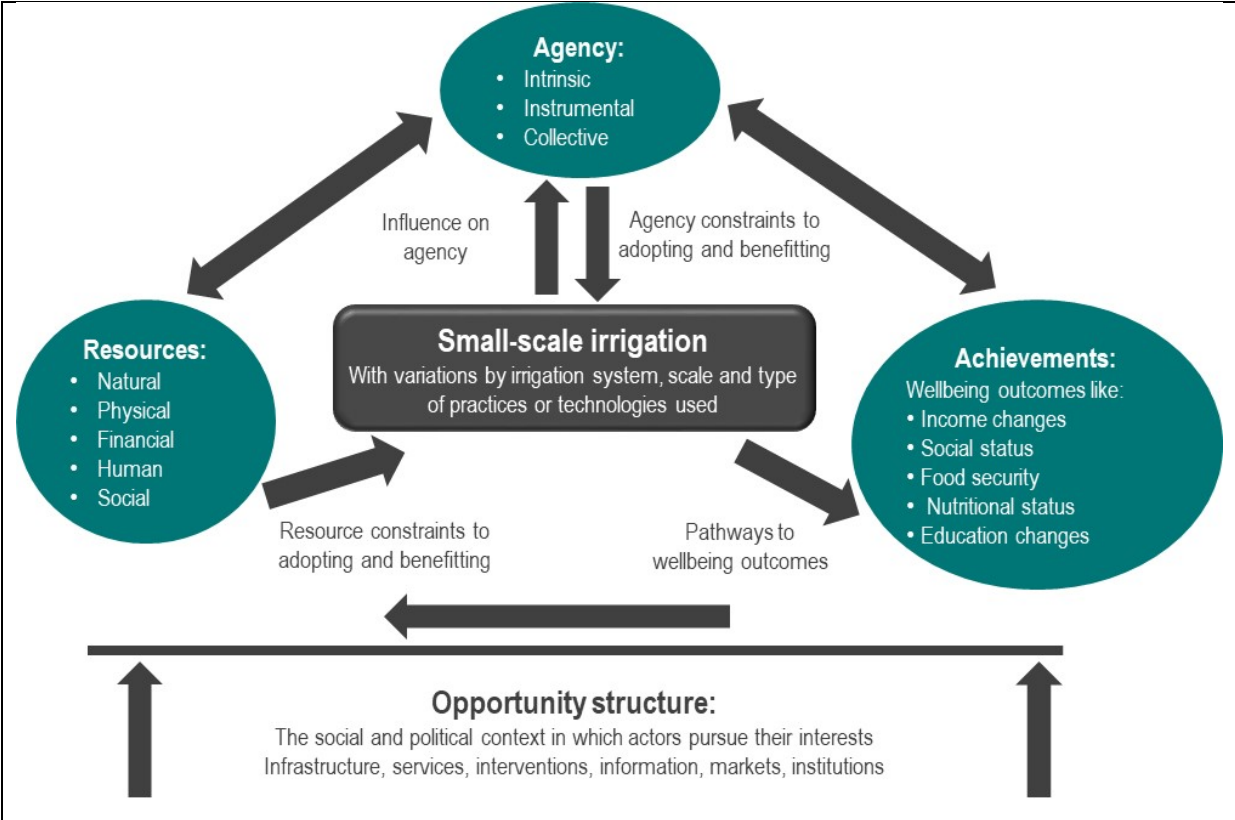 Agency:
• Intrinsic
• Instrumental
• Collective
Influence on
agency
Agency constraints to
adopting and benefitting
Resources:
• Natural
• Physical
• Financial
• Human
• Social
Small-scale irrigation
With variations by irrigation system, scale and type
of practices or technologies used
Achievements:
Wellbeing outcomes like:
• Income changes
• Social status
• Food security
• Nutritional status
• Education changes
Resource constraints to
adopting and benefitting
Pathways to
wellbeing outcomes
Opportunity structure:
The social and political context in which actors pursue their interests
Infrastructure, services, interventions, information, markets, institutions